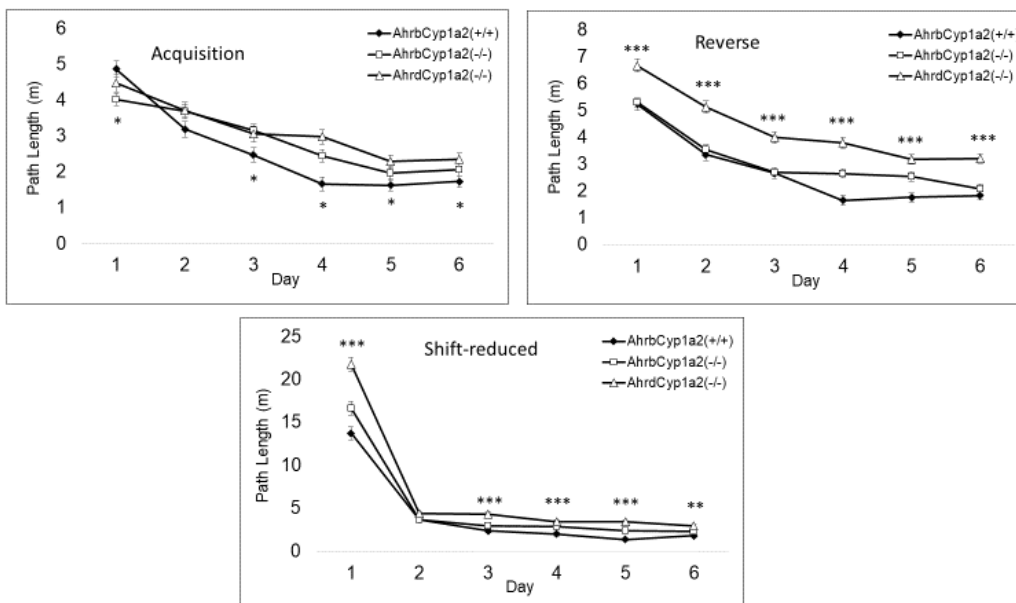 Acquisition
AhrbCyp1a2(+/+)
AhrbCyp1a2(-/-)
AhrdCyp1a2(-/-)
Path Length (m)
6
5
4
3
2
1
0
*
*
*
*
*
1 2 3 4 5 6
Day
Reverse
AhrbCyp1a2(+/+)
AhrbCyp1a2(-/-)
AhrdCyp1a2(-/-)
Path Length (m)
8
7
6
5
4
3
2
1
0
***
***
***
***
***
***
1 2 3 4 5 6
Day
Shift-reduced
AhrbCyp1a2(+/+)
AhrbCyp1a2(-/-)
AhrdCyp1a2(-/-)
Path Length (m)
25
20
15
10
5
0
***
***
***
***
**
1 2 3 4 5 6
Day